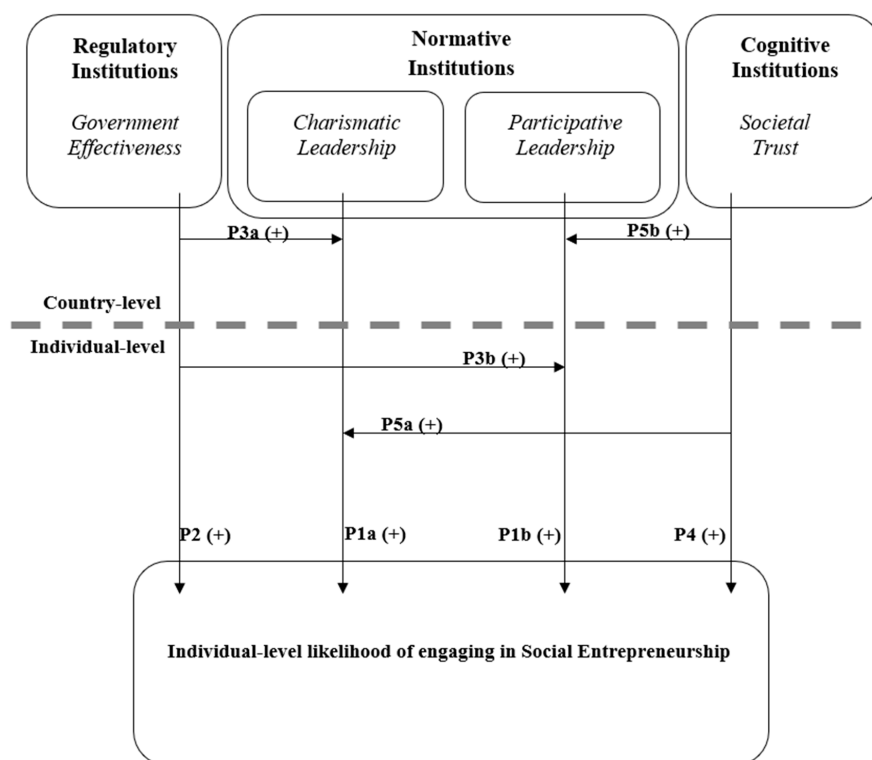 Regulatory
Institutions
Government
Effectiveness
Normative
Institutions
Charismatic
Leadership
Participative
Leadership
Cognitive
Institutions
Societal
Trust
P3a (+)
P5b (+)
Country-level
Individual-level
P3b (+)
P5a (+)
P2 (+)
P1a (+)
P1b (+)
P4 (+)
Individual-level likelihood of engaging in Social Entrepreneurship